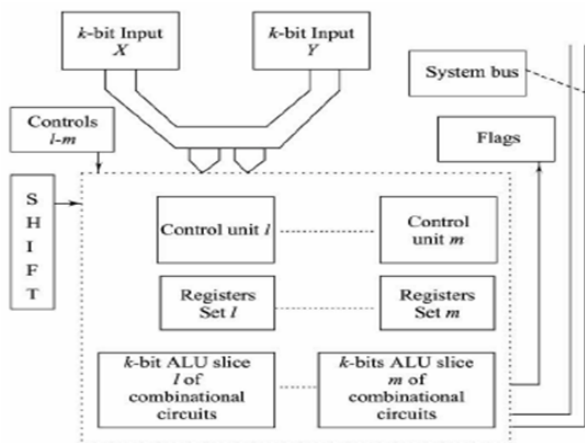 k-bit Input
X
k-bit Input
Y
System bus
Controls
l-m
Flags
S
H
I
F
T
Control unit l
Control
unit m
Registers
Set l
Registers
Set m
k-bit ALU slice
l of
combinational
circuits
k-bits ALU slice
m of
combinational
circuits